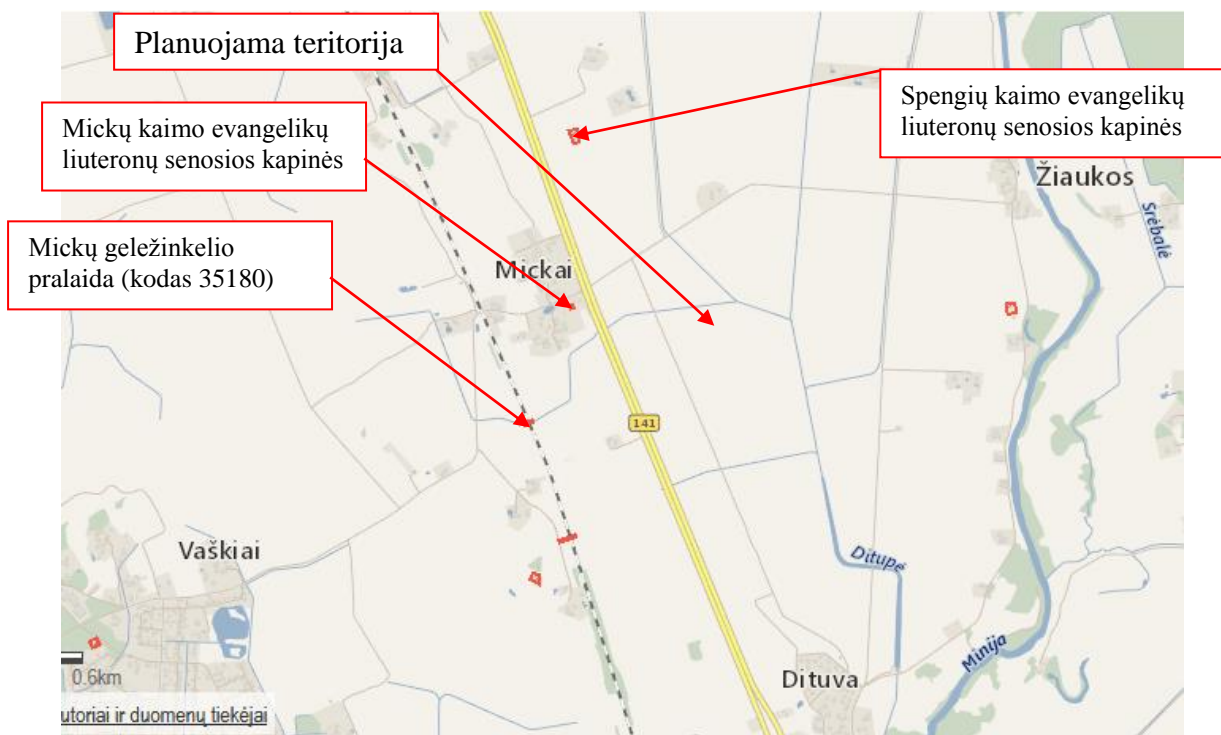 Planuojama teritorija
Spengių kaimo evangelikų
liuteronų senosios kapinės
Mickų kaimo evangelikų
liuteronų senosios kapinės
Žiaukos
Srėbalė
Mickų geležinkelio
pralaida (kodas 35180)
Mickai
141
Vaškiai
Ditupė
Minija
0.6km
Dituva
utoriai ir duomenų tiekėjai